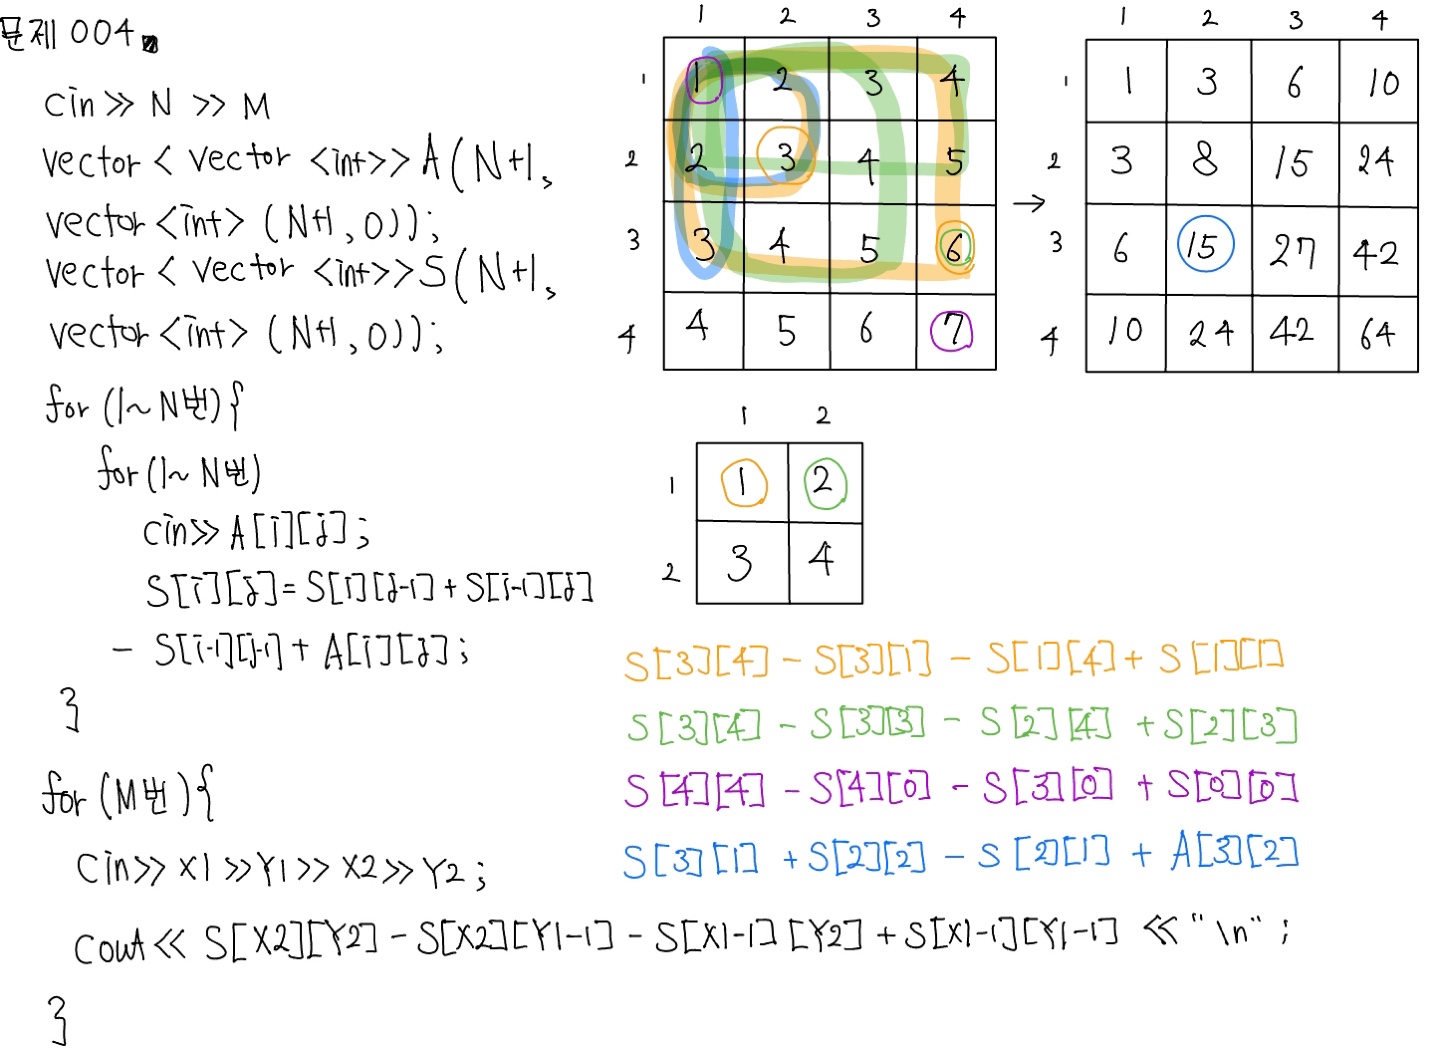 문제 004.
cin >> N >> M
vector < vector <int>> A(N+1,
vector <int> (N+1, 0));
vector < vector <int>> S(N+1,
vector <int> (N+1, 0));
for (1~N번){
for (1~N번)
cin >> A[i][j];
S[i][j] = S[i][j-1] + S[i-1][j]
- S[i-1][j-1] + A[i][j];
}
for (M번){
cin >> X1 >> Y1 >> X2 >> Y2;
cout << S[X2][Y2] - S[X2][Y1-1] - S[X1-1][Y2] + S[X1-1][Y1-1] << "\n";
}
1 2 3 4
1 1 2 3 4
2 2 3 4 5
3 3 4 5 6
4 4 5 6 7
→
1 2 3 4
1 1 3 6 10
2 3 8 15 24
3 6 15 27 42
4 10 24 42 64
1 2
1 1 2
2 3 4
S[3][4] - S[3][1] - S[1][4] + S[1][1]
S[3][4] - S[3][3] - S[2][4] + S[2][3]
S[4][4] - S[4][0] - S[3][0] + S[0][0]
S[3][1] + S[2][2] - S[2][1] + A[3][2]